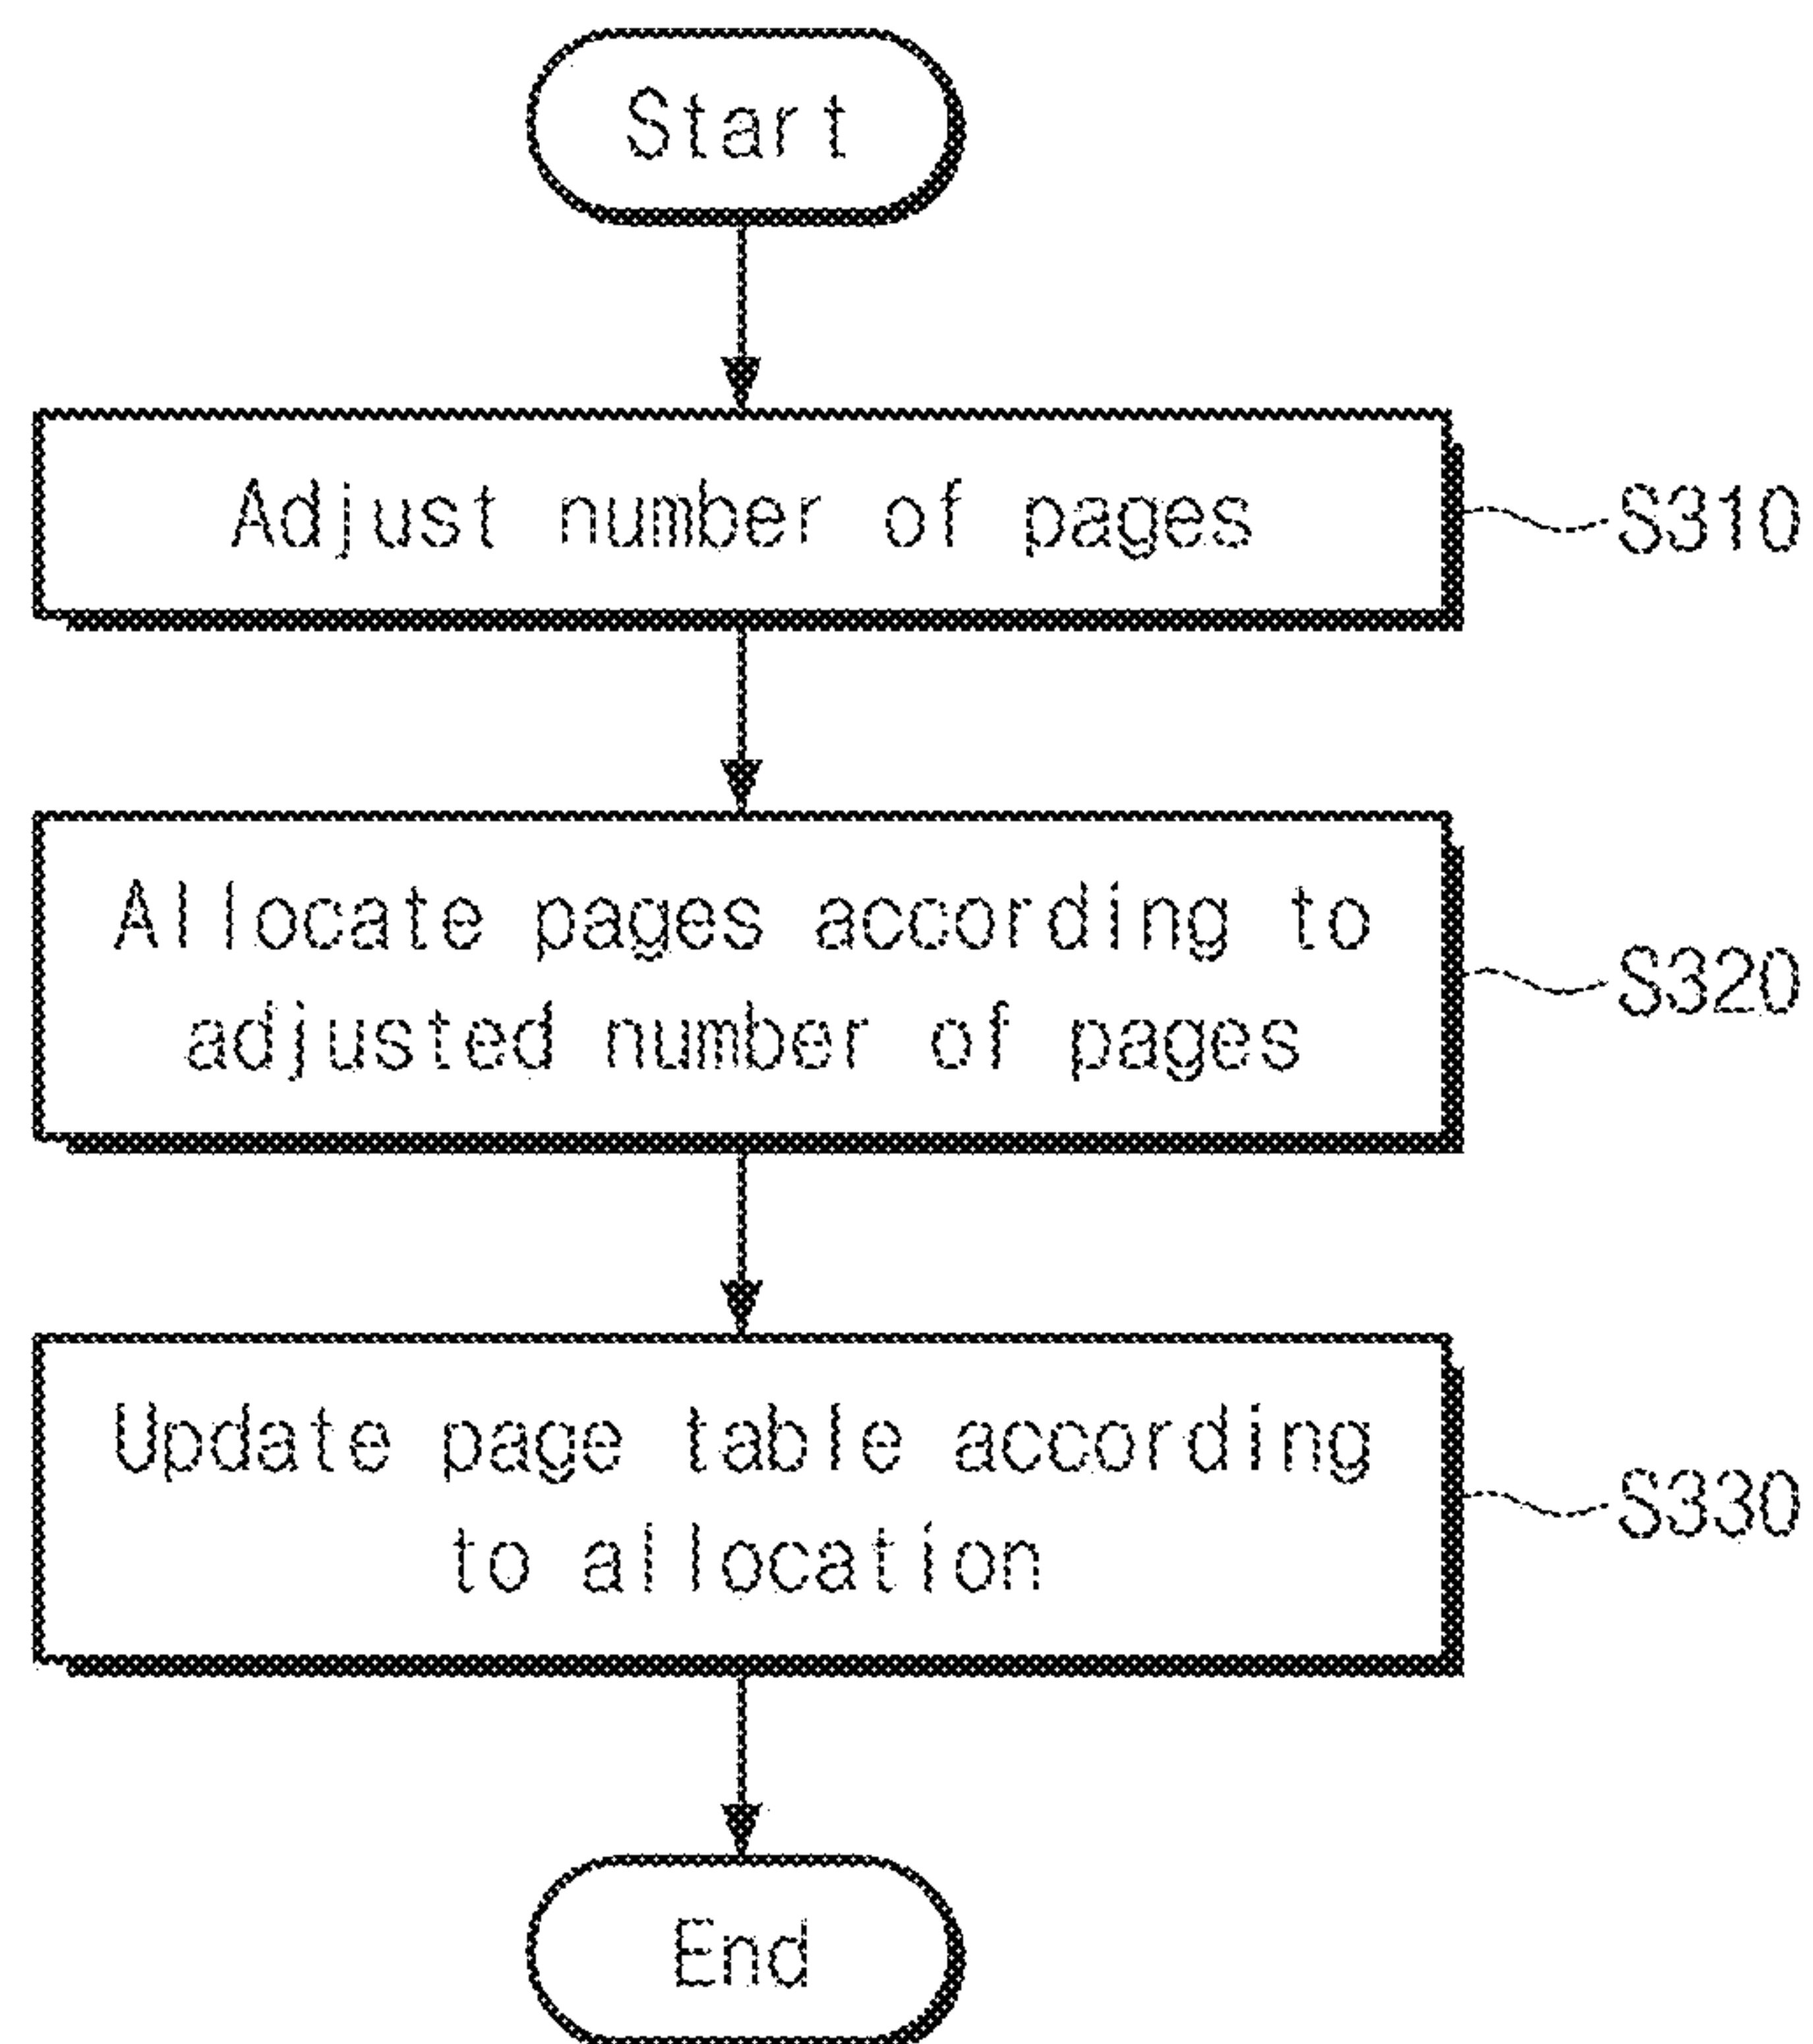 Start
Adjust number of pages
S310
Allocate pages according to
adjusted number of pages
S320
Update page table according
to allocation
S330
End